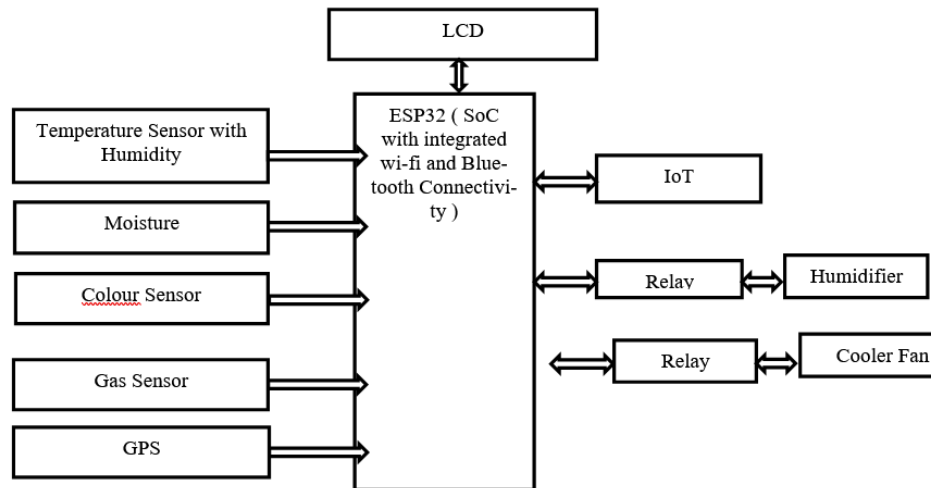 LCD
ESP32 ( SoC
with integrated
wi-fi and Blue-
tooth Connectivi-
ty )
Temperature Sensor with
Humidity
Moisture
Colour Sensor
Gas Sensor
GPS
IoT
Relay
Humidifier
Relay
Cooler Fan